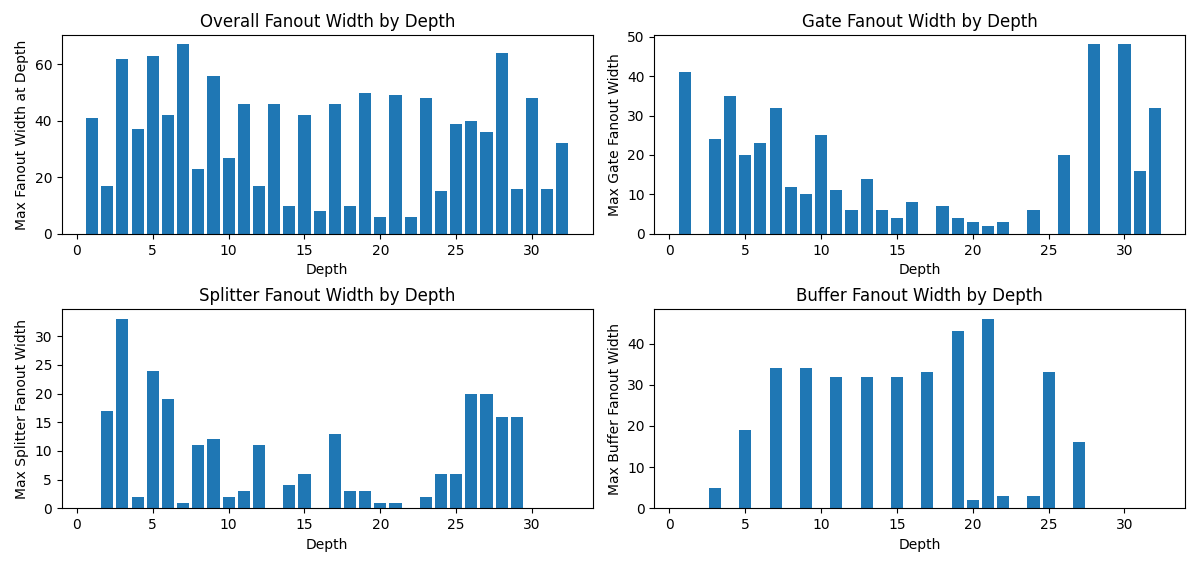 Overall Fanout Width by Depth
Max Fanout Width at Depth
60
40
20
0
0 5 10 15 20 25 30
Depth
Gate Fanout Width by Depth
Max Gate Fanout Width
50
40
30
20
10
0
0 5 10 15 20 25 30
Depth
Splitter Fanout Width by Depth
Max Splitter Fanout Width
30
25
20
15
10
5
0
0 5 10 15 20 25 30
Depth
Buffer Fanout Width by Depth
Max Buffer Fanout Width
40
30
20
10
0
0 5 10 15 20 25 30
Depth